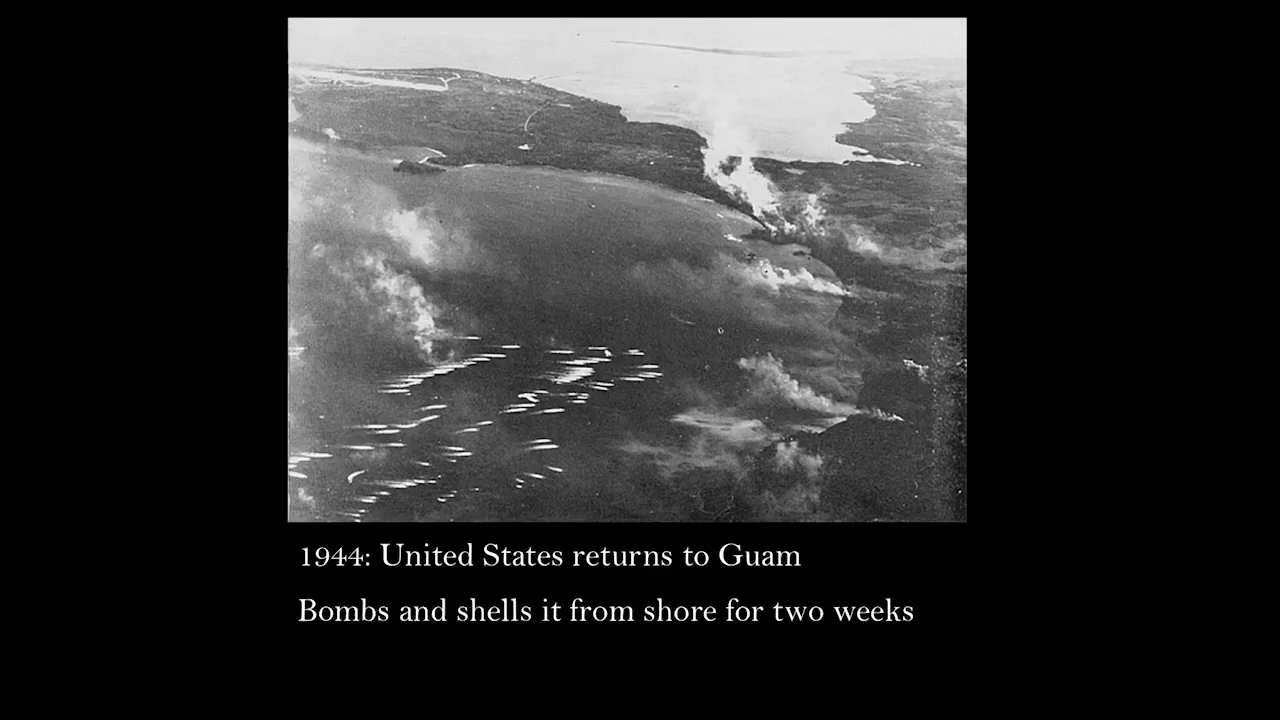 1944: United States returns to Guam
Bombs and shells it from shore for two weeks